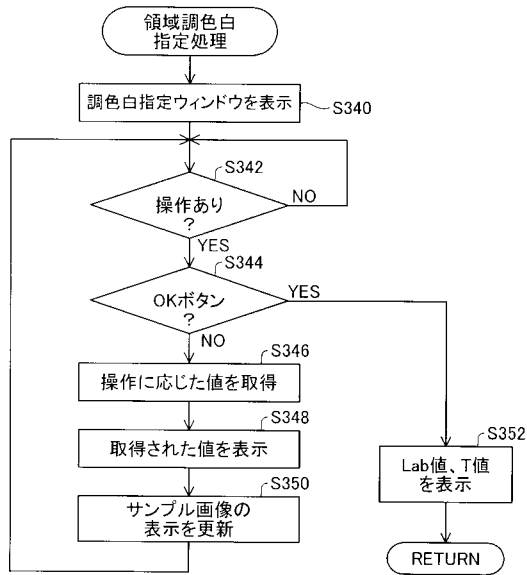 領域調色白
指定処理
調色白指定ウィンドウを表示
S340
S342
操作あり
?
NO
YES
S344
OKボタン
?
YES
NO
S346
操作に応じた値を取得
S348
取得された値を表示
S350
サンプル画像の
表示を更新
S352
Lab値、T値
を表示
RETURN